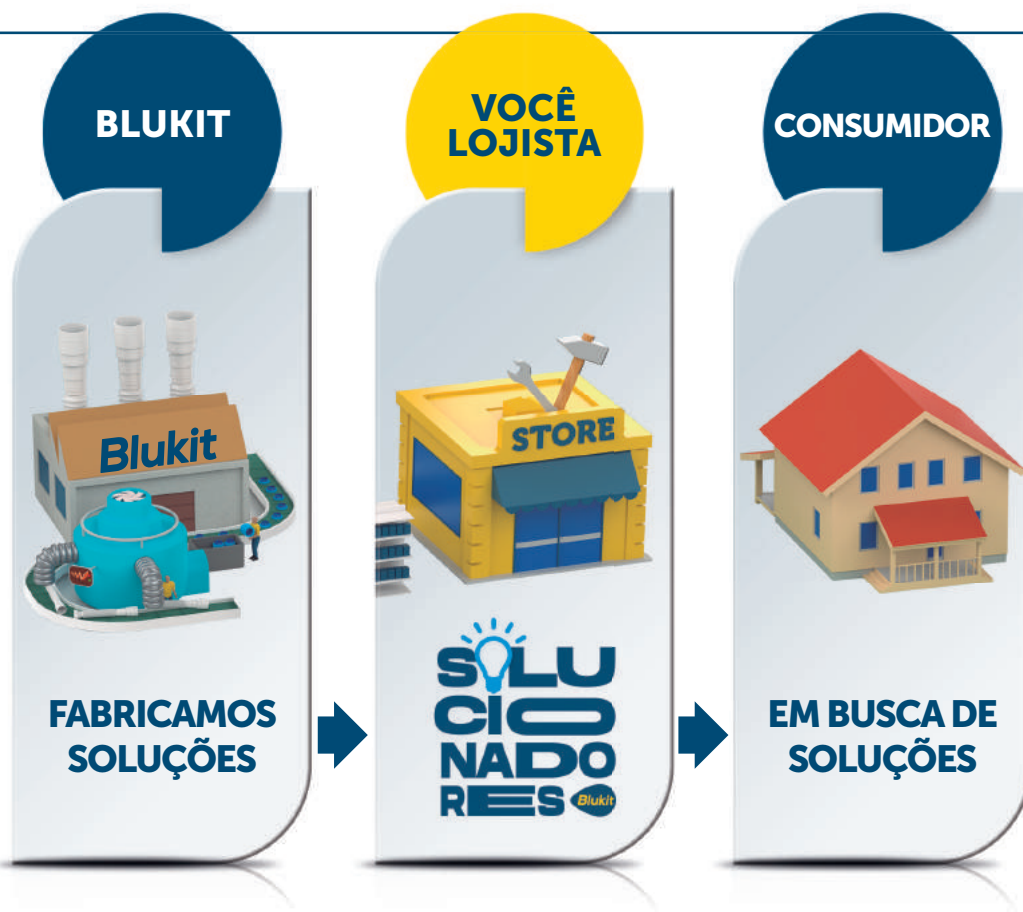 BLUKIT
VOCÊ
LOJISTA
CONSUMIDOR
Blukit
STORE
SOLU
CIO
NADO
RES Blukit
FABRICAMOS
SOLUÇÕES
EM BUSCA DE
SOLUÇÕES